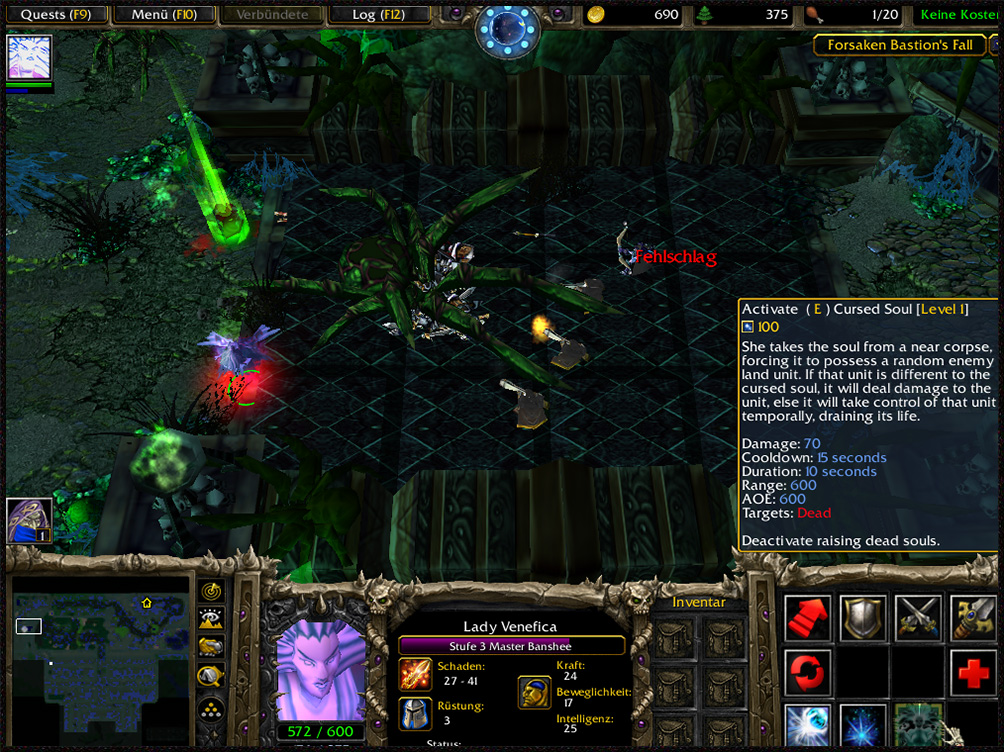 Quests (F9) Menü (F10) Verbündete Log (F12) 690 375 1/20 Keine Koste
Forsaken Bastion's Fall
Fehlschlag
Activate ( E ) Cursed Soul [Level 1]
100
She takes the soul from a near corpse,
forcing it to possess a random enemy
land unit. If that unit is different to the
cursed soul, it will deal damage to the
unit, else it will take control of that unit
temporally, draining its life.
Damage: 70
Cooldown: 15 seconds
Duration: 10 seconds
Range: 600
AOE: 600
Targets: Dead
Deactivate raising dead souls.
1
Lady Venefica
Stufe 3 Master Banshee
Schaden:
27 - 41
Rüstung:
3
Status:
Kraft:
24
Beweglichkeit:
17
Intelligenz:
25
572 / 600
Inventar